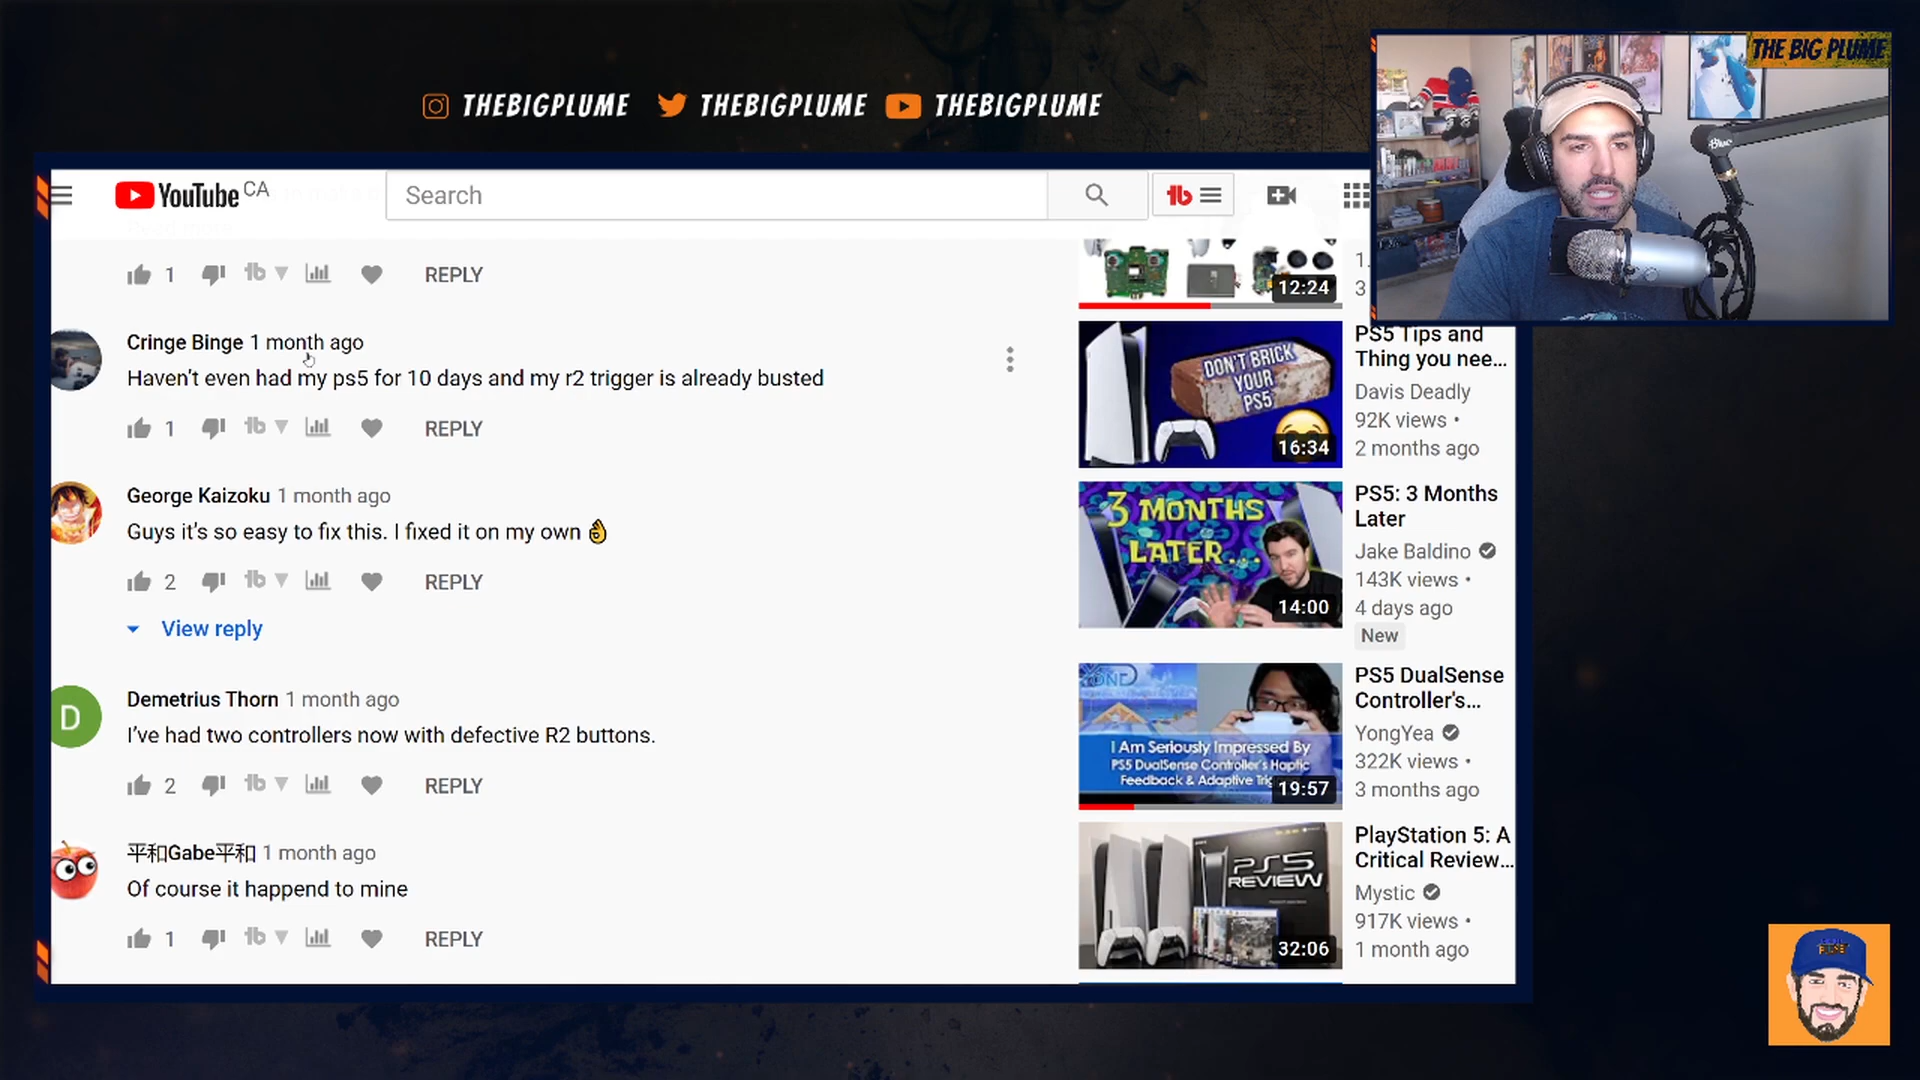 THE BIG PLUME
THEBIGPLUME THEBIGPLUME THEBIGPLUME
YouTube CA
Search
1 REPLY
12:24
Cringe Binge 1 month ago
Haven't even had my ps5 for 10 days and my r2 trigger is already busted
1 REPLY
DON'T BRICK
YOUR
PS5
16:34
PS5 Tips and
Thing you nee...
Davis Deadly
92K views •
2 months ago
George Kaizoku 1 month ago
Guys it's so easy to fix this. I fixed it on my own 👌
2 REPLY
View reply
3 MONTHS
LATER...
14:00
PS5: 3 Months
Later
Jake Baldino
143K views •
4 days ago
New
D
Demetrius Thorn 1 month ago
I've had two controllers now with defective R2 buttons.
2 REPLY
I Am Seriously Impressed By
PS5 DualSense Controller's Haptic
Feedback & Adaptive
19:57
PS5 DualSense
Controller's...
YongYea
322K views •
3 months ago
平和Gabe平和 1 month ago
Of course it happend to mine
1 REPLY
PS5
REVIEW
32:06
PlayStation 5: A
Critical Review...
Mystic
917K views •
1 month ago